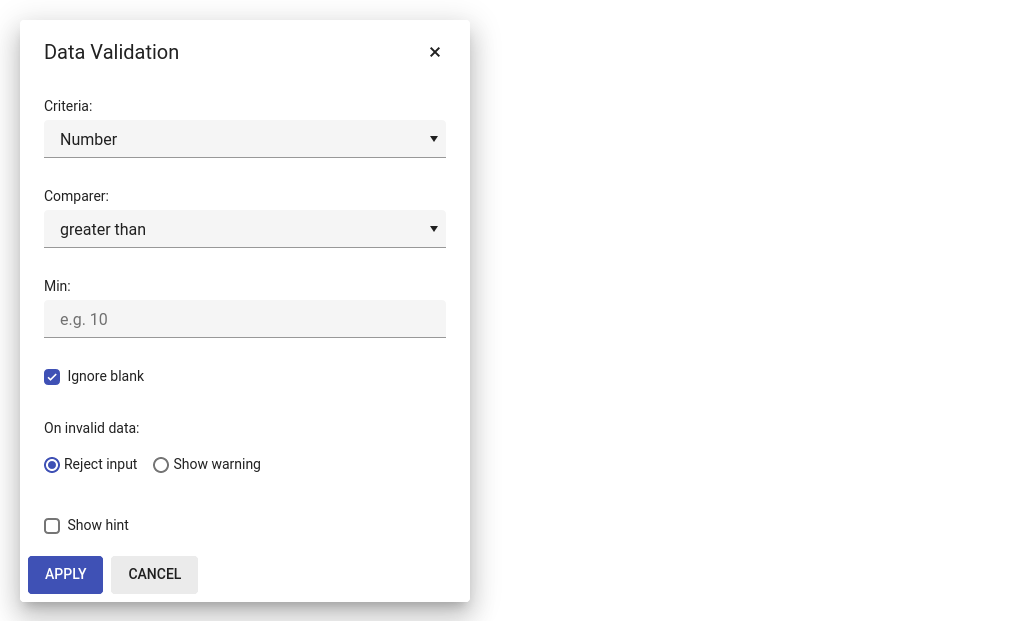 Data Validation
Criteria:
Number
Comparer:
greater than
Min:
e.g. 10
Ignore blank
On invalid data:
Reject input Show warning
Show hint
APPLY CANCEL